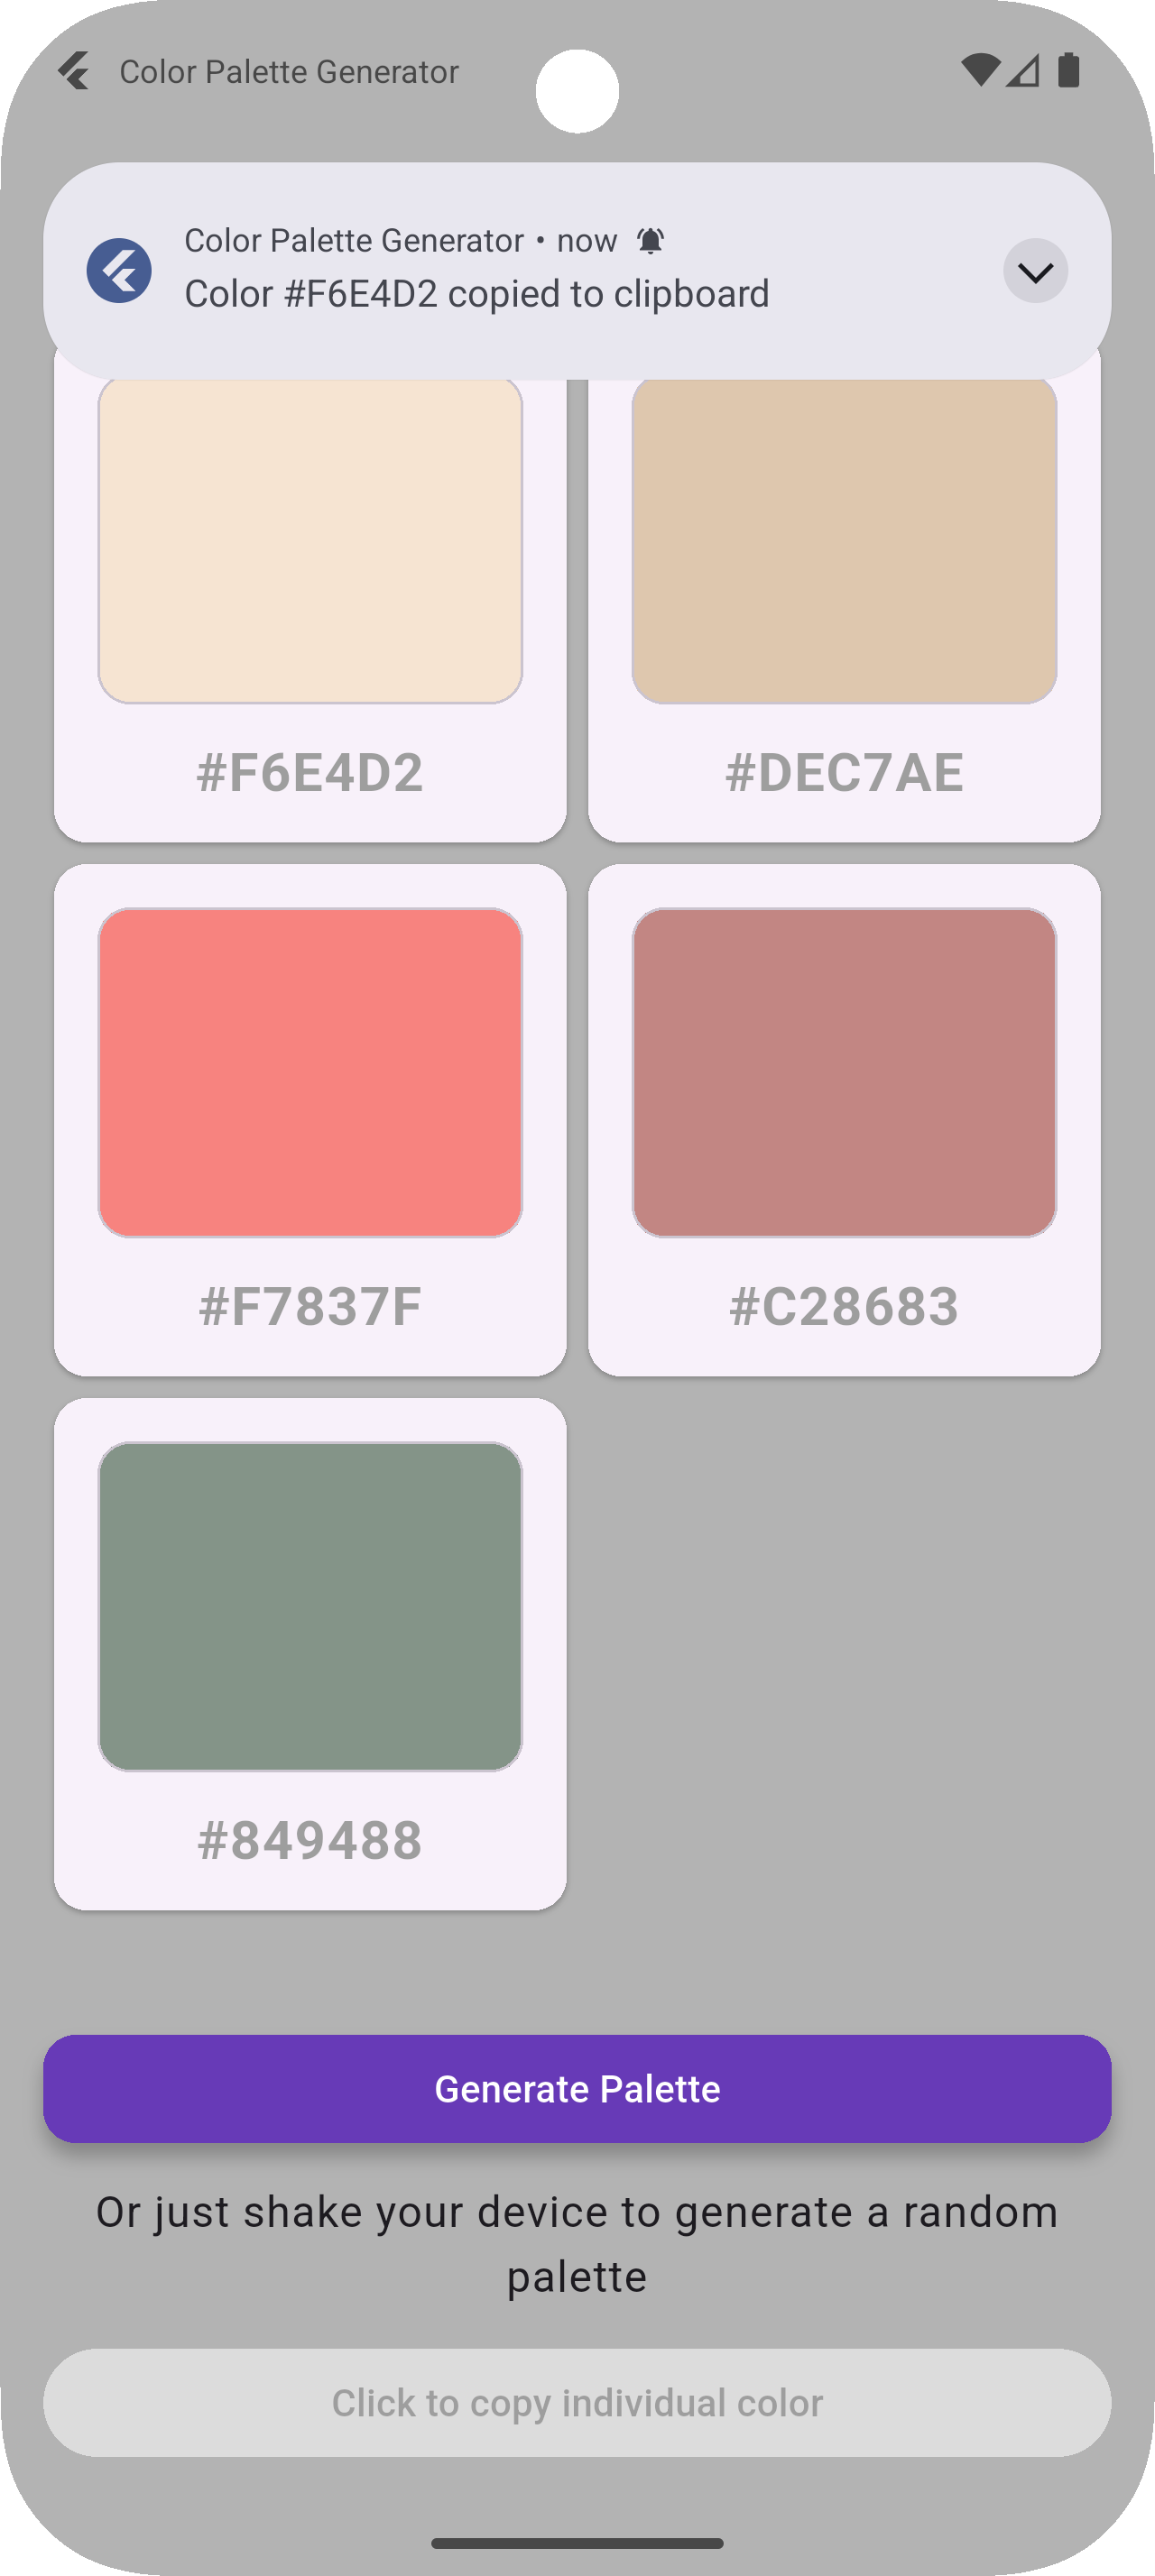 Color Palette Generator
Color Palette Generator • now
Color #F6E4D2 copied to clipboard
#F6E4D2 #DEC7AE
#F7837F #C28683
#849488
Generate Palette
Or just shake your device to generate a random
palette
Click to copy individual color